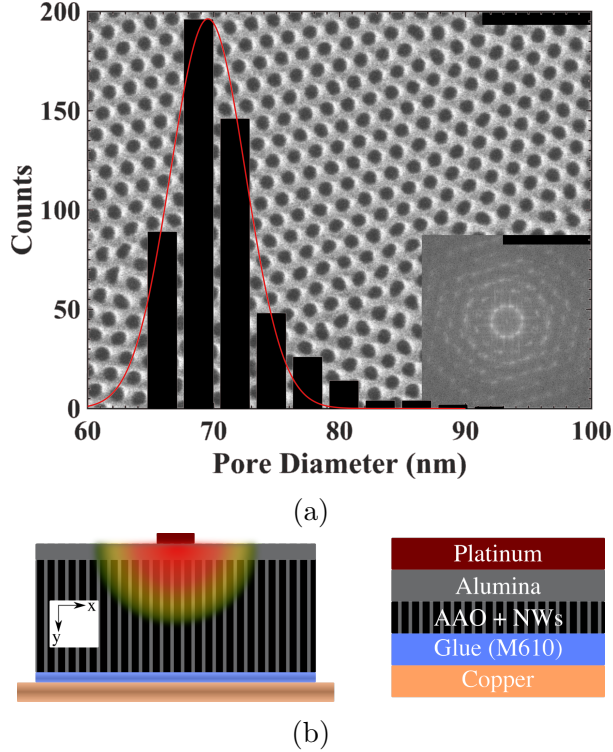 200
150
100
50
0
Counts
60 70 80 90 100
Pore Diameter (nm)
(a)
x
y
Platinum
Alumina
AAO + NWs
Glue (M610)
Copper
(b)